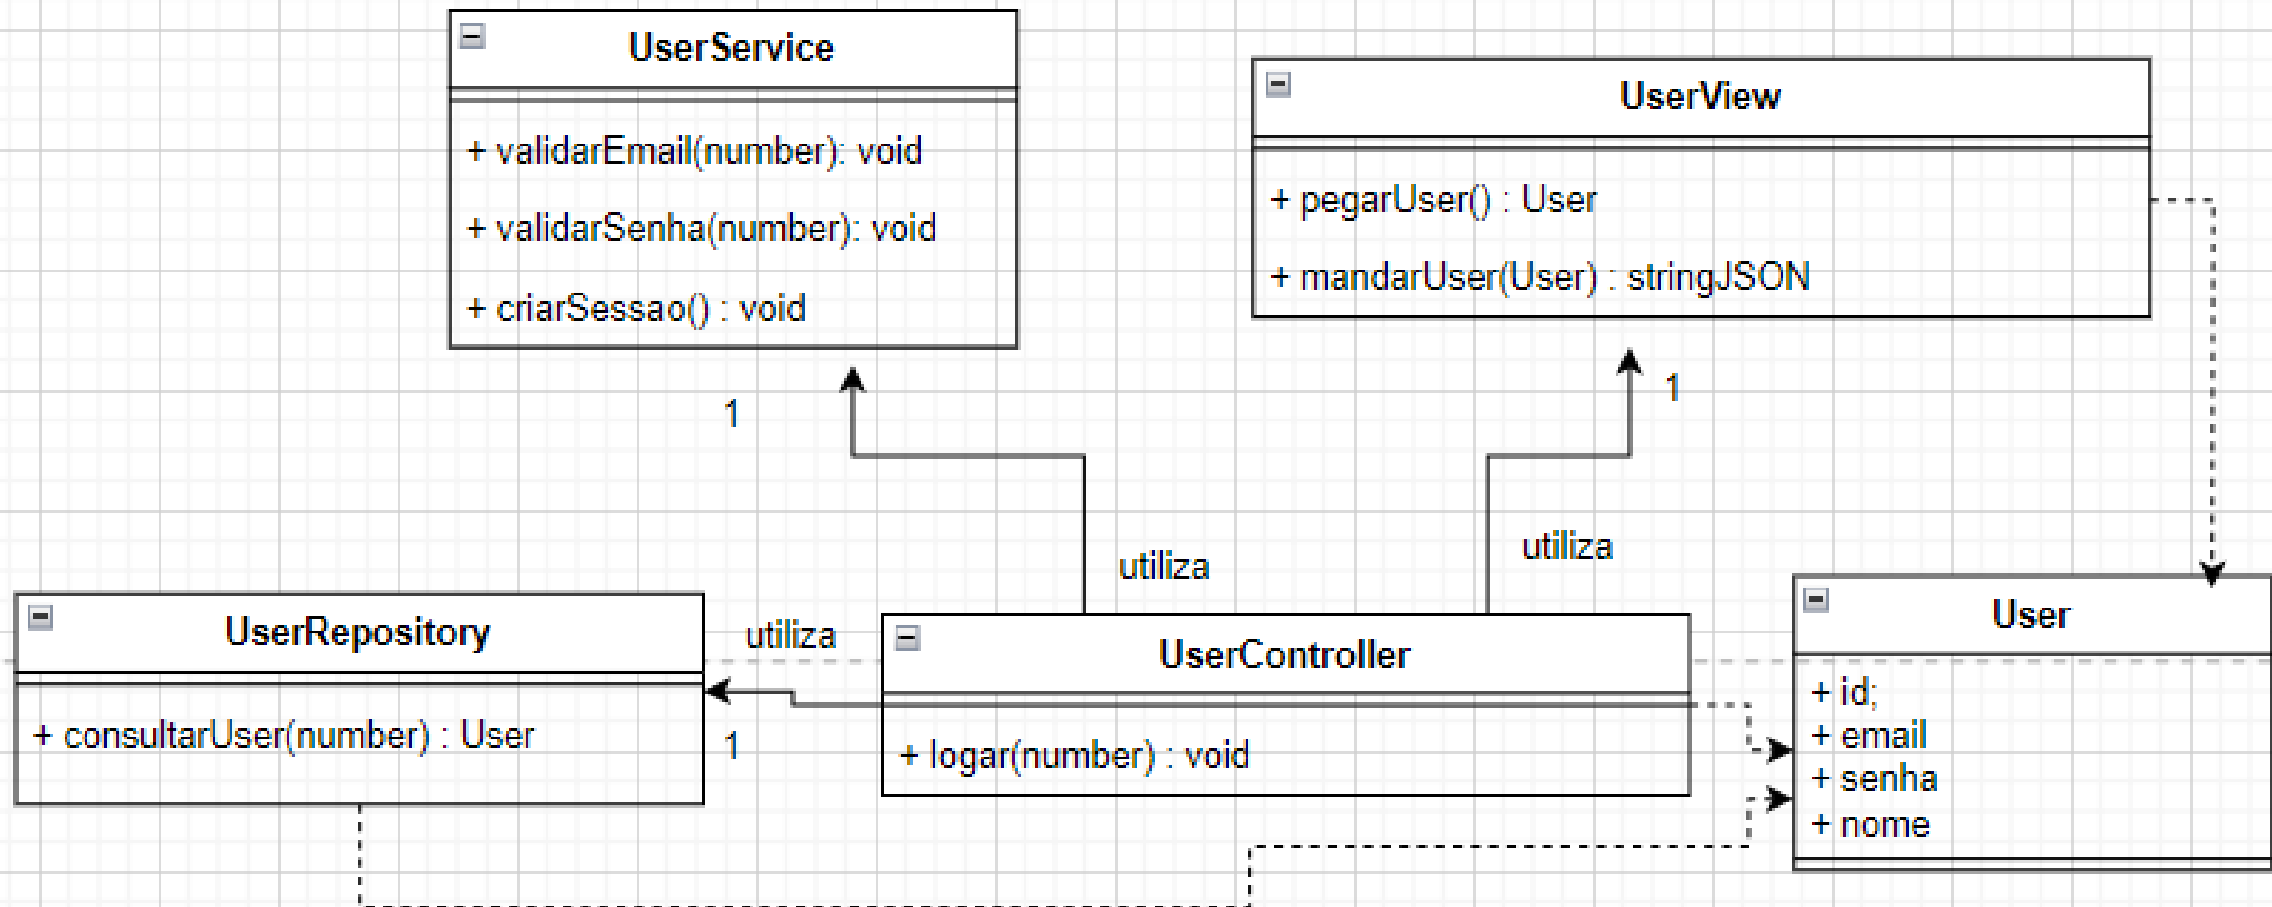 UserService
+ validarEmail(number): void
+ validarSenha(number): void
+ criarSessao() : void
UserView
+ pegarUser() : User
+ mandarUser(User) : stringJSON
1
1
utiliza
utiliza
UserRepository
+ consultarUser(number) : User
utiliza
1
UserController
+ logar(number) : void
User
+ id;
+ email
+ senha
+ nome